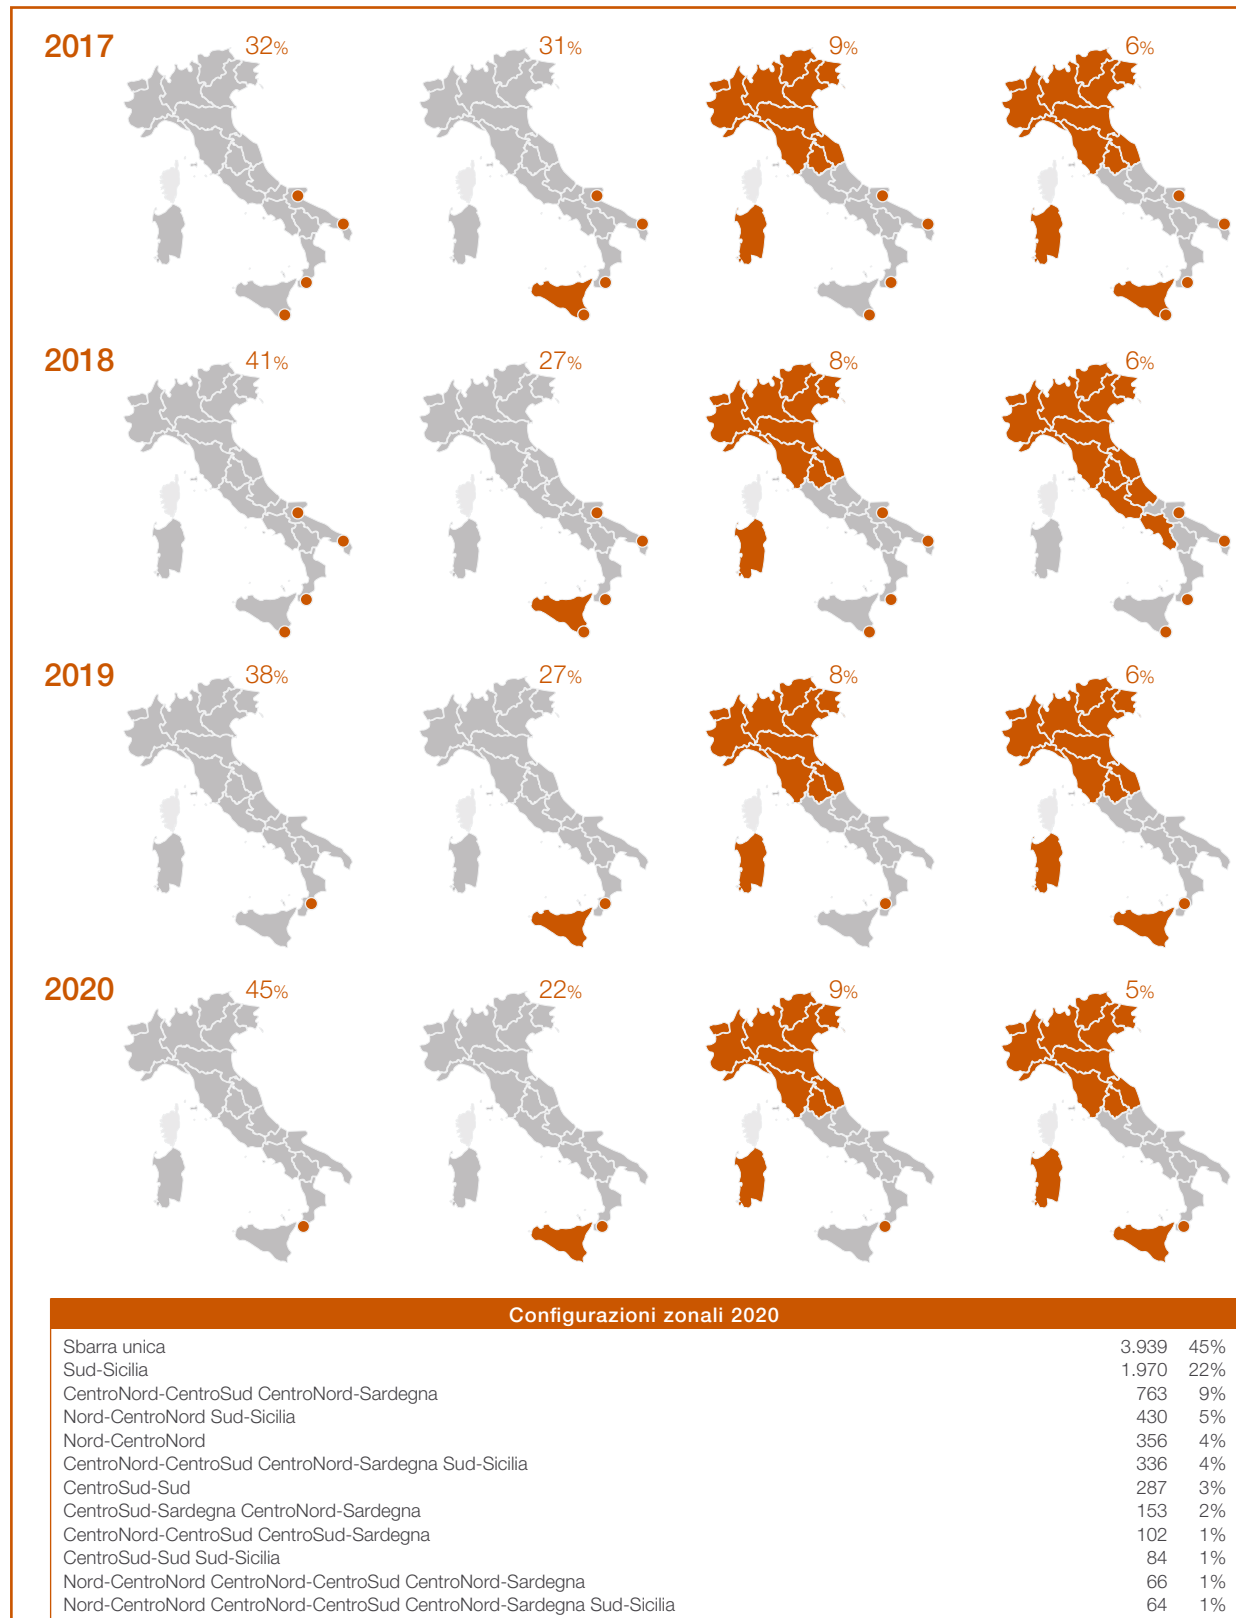 2017 32% 31% 9% 6%
2018 41% 27% 8% 6%
2019 38% 27% 8% 6%
2020 45% 22% 9% 5%
Configurazioni zonali 2020
Sbarra unica 3.939 45%
Sud-Sicilia 1.970 22%
CentroNord-CentroSud CentroNord-Sardegna 763 9%
Nord-CentroNord Sud-Sicilia 430 5%
Nord-CentroNord 356 4%
CentroNord-CentroSud CentroNord-Sardegna Sud-Sicilia 336 4%
CentroSud-Sud 287 3%
CentroSud-Sardegna CentroNord-Sardegna 153 2%
CentroNord-CentroSud CentroSud-Sardegna 102 1%
CentroSud-Sud Sud-Sicilia 84 1%
Nord-CentroNord CentroNord-CentroSud CentroNord-Sardegna 66 1%
Nord-CentroNord CentroNord-CentroSud CentroNord-Sardegna Sud-Sicilia 64 1%